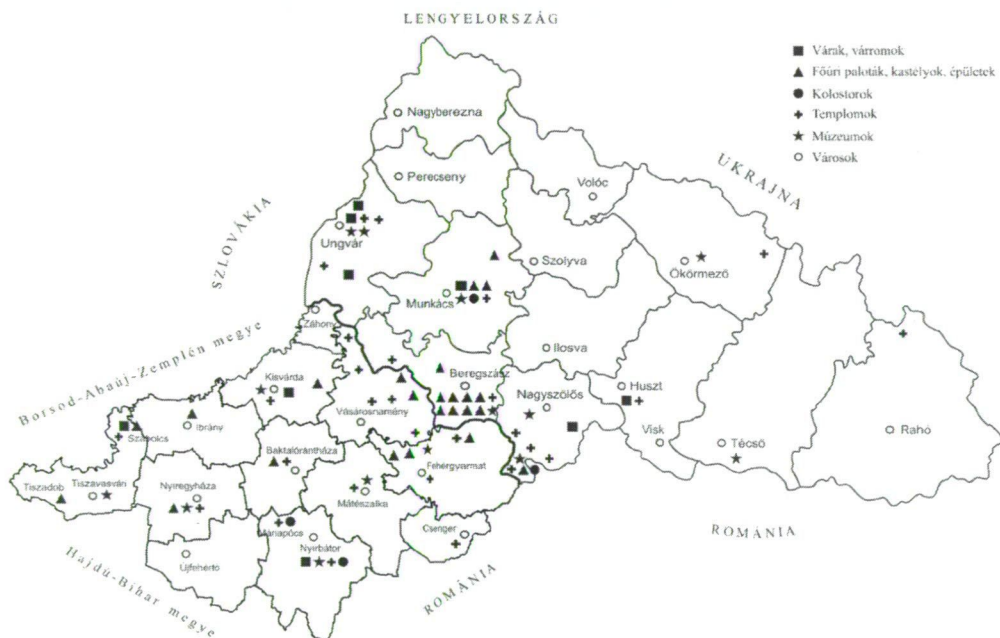 LENGYELORSZÁG
Várak, várromok
Főúri paloták, kastélyok, épületek
Kolostorok
Templomok
Múzeumok
Városok
Nagyberezna
Perecseny
Volóc
UKRAJNA
SZLOVÁKIA
Ungvár
Szolyva
Ökörmező
Munkács
Záhony
Borsod-Abaúj-Zemplén megye
Ilosva
Kisvárda
Beregszász
Nagyszőlős
Huszt
Ibrány
Vásárosnamény
Szabolcs
Visk
Técső
Rahó
Baktalórántháza
Fehérgyarmat
Tiszadob
Tiszavasvári
Nyíregyháza
Mátészalka
Máriapócs
Nyírbátor
Csenger
ROMÁNIA
Újfehértó
ROMÁNIA
Hajdú-Bihar megye